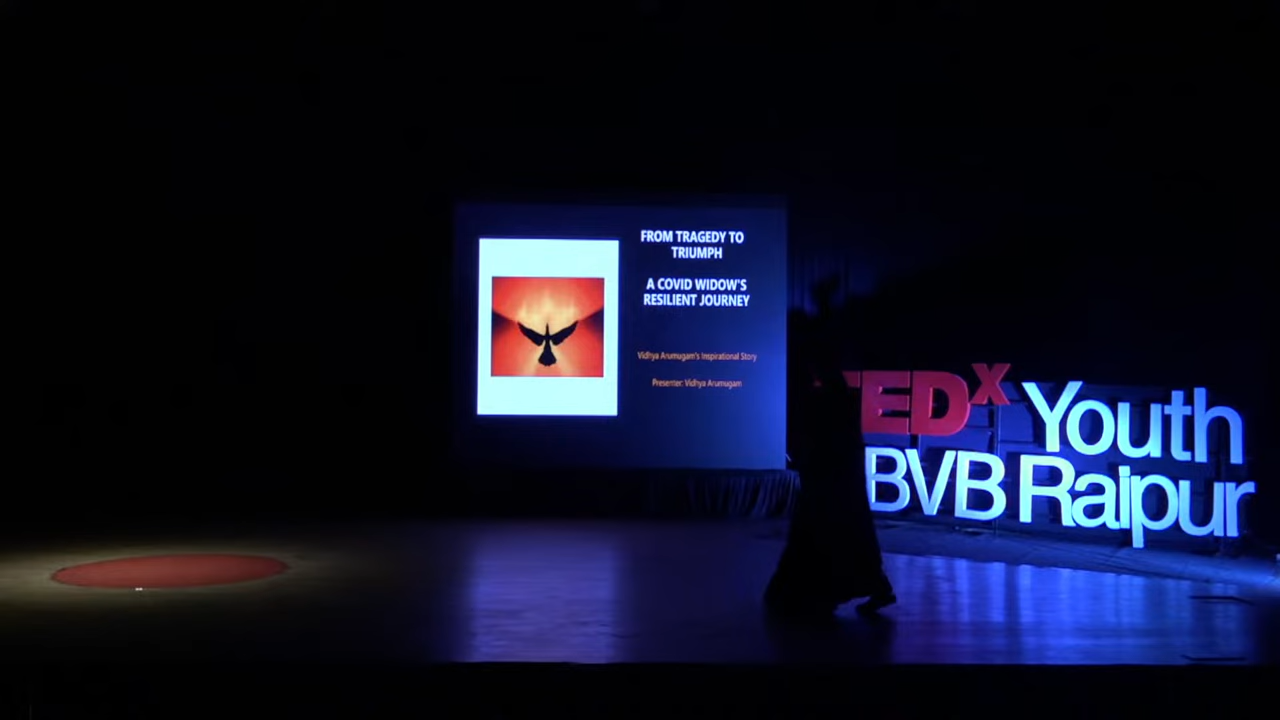 FROM TRAGEDY TO
TRIUMPH
A COVID WIDOW'S
RESILIENT JOURNEY
Vidhya Arumugam's Inspirational Story
Presenter: Vidhya Arumugam
TEDx Youth
BVB Raipur